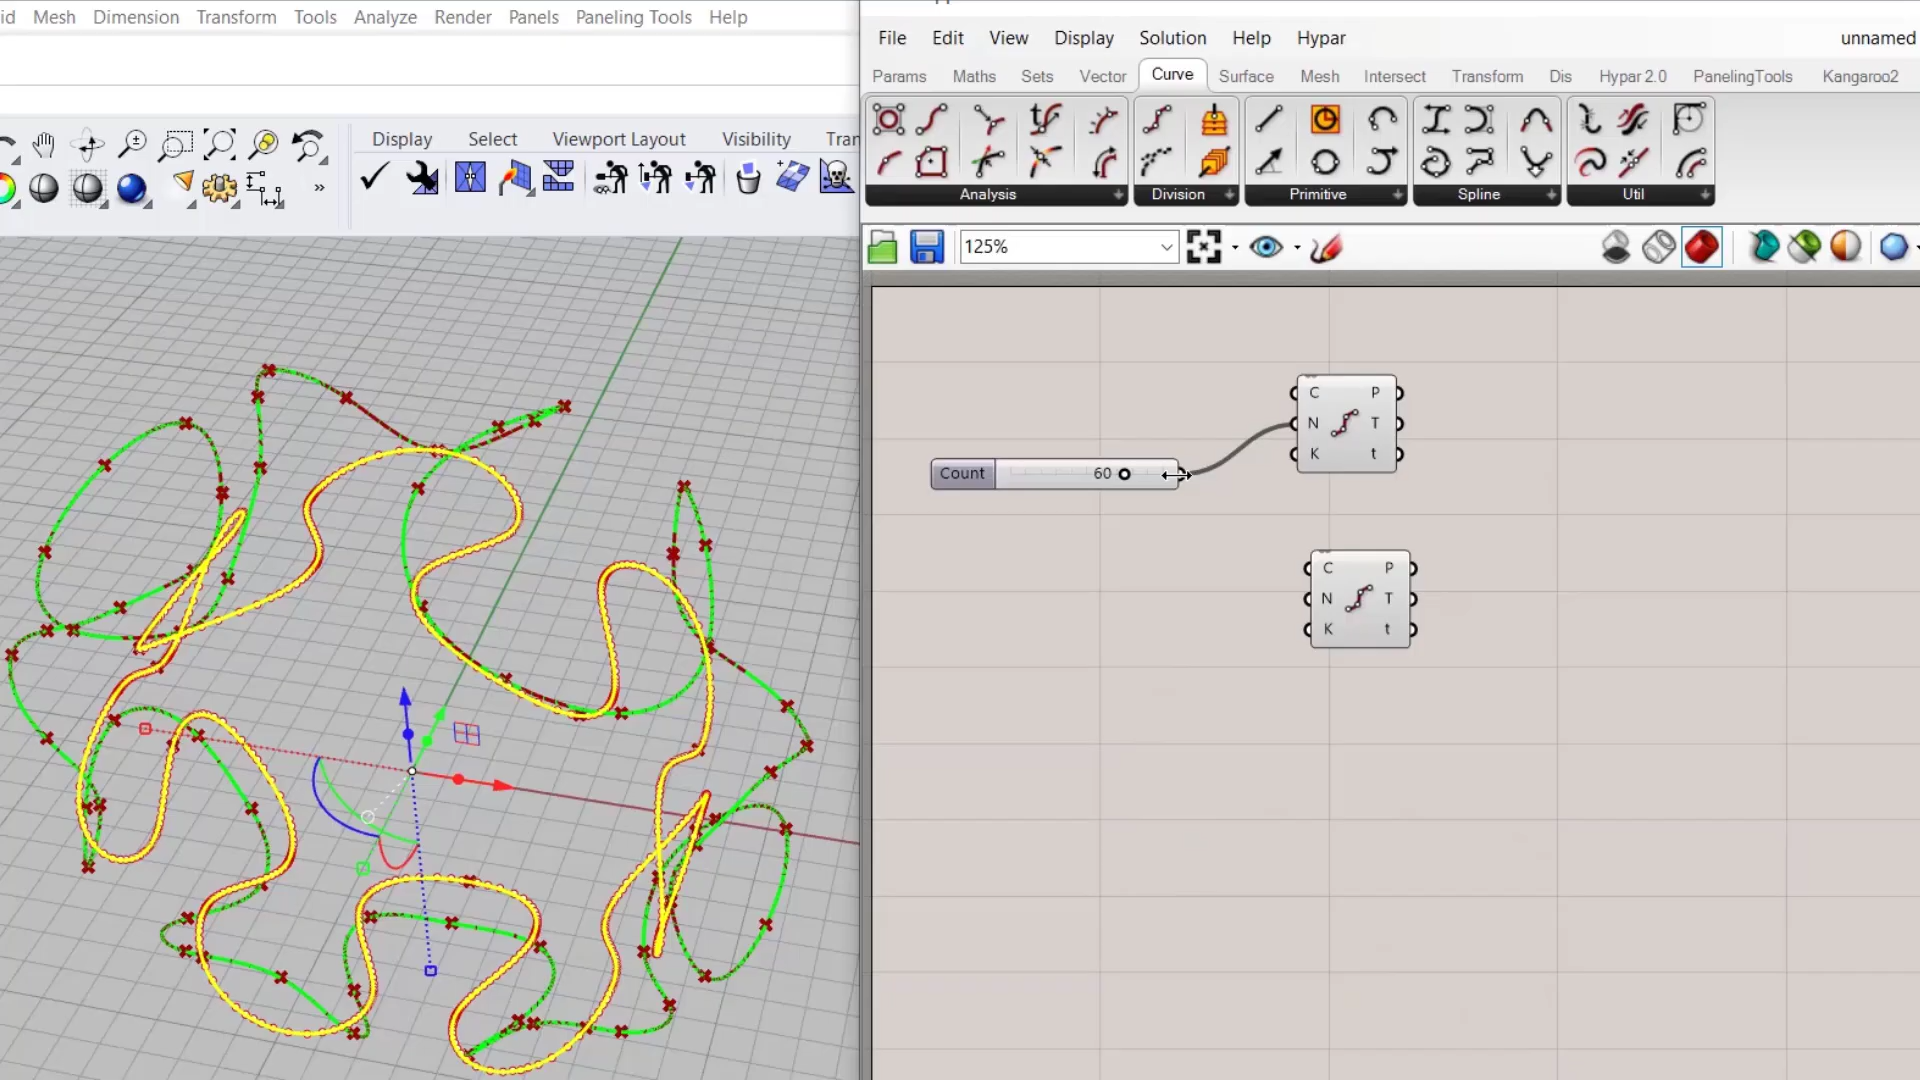 id Mesh Dimension Transform Tools Analyze Render Panels Paneling Tools Help
Display Select Viewport Layout Visibility Tran
»
File Edit View Display Solution Help Hypar
unnamed
Params Maths Sets Vector Curve Surface Mesh Intersect Transform Dis Hypar 2.0 PanelingTools Kangaroo2
Analysis Division Primitive Spline Util
125%
C P
N T
K t
Count 60
C P
N T
K t